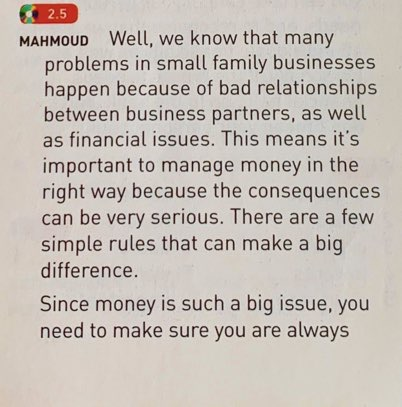 2.5
MAHMOUD Well, we know that many
problems in small family businesses
happen because of bad relationships
between business partners, as well
as financial issues. This means it's
important to manage money in the
right way because the consequences
can be very serious. There are a few
simple rules that can make a big
difference.
Since money is such a big issue, you
need to make sure you are always